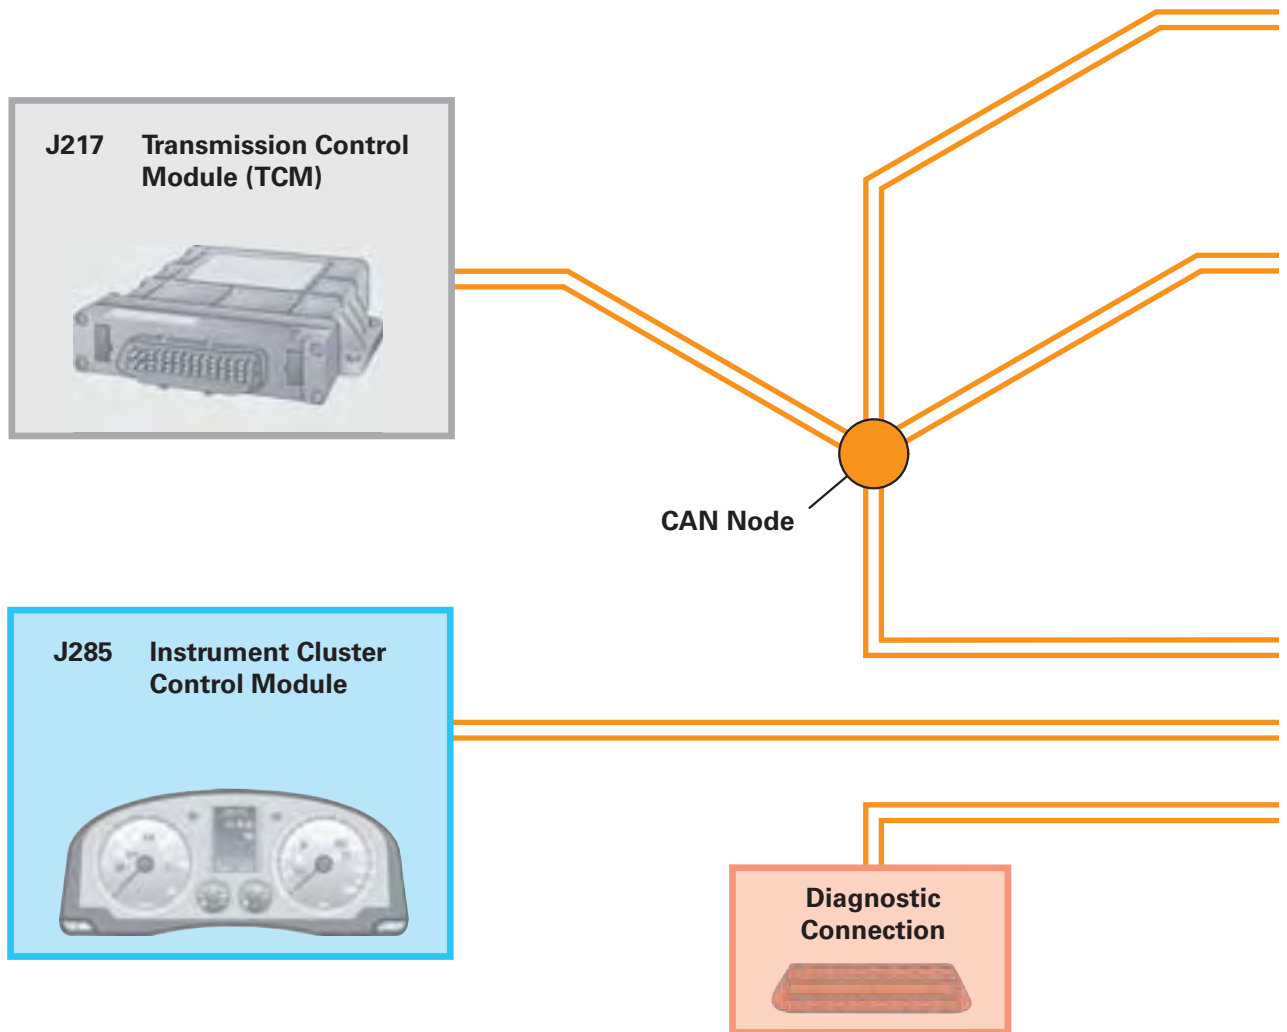 J217 Transmission Control
Module (TCM)
CAN Node
J285 Instrument Cluster
Control Module
Diagnostic
Connection